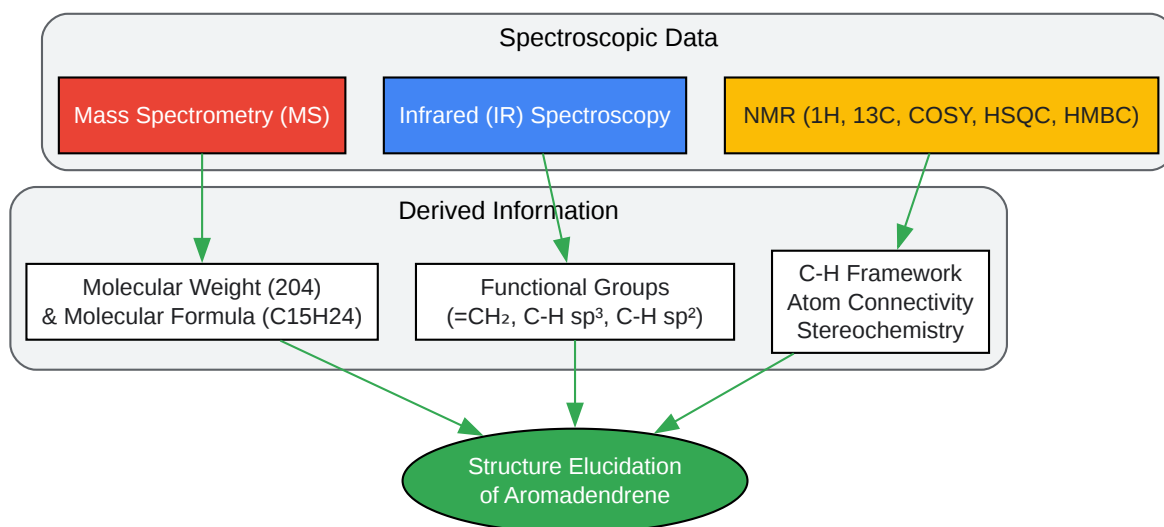 Spectroscopic Data
Mass Spectrometry (MS)
Infrared (IR) Spectroscopy
NMR (1H, 13C, COSY, HSQC, HMBC)
Derived Information
Molecular Weight (204)
& Molecular Formula (C15H24)
Functional Groups
(=CH₂, C-H sp³, C-H sp²)
C-H Framework
Atom Connectivity
Stereochemistry
Structure Elucidation
of Aromadendrene